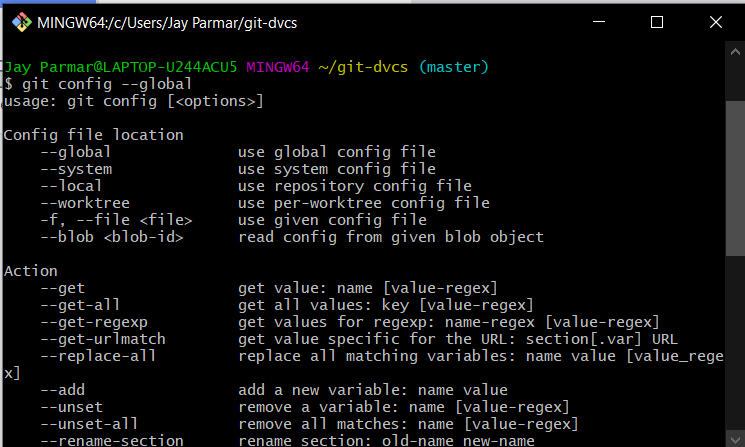 MINGW64:/c/Users/Jay Parmar/git-dvcs
Jay Parmar@LAPTOP-U244ACU5 MINGW64 ~/git-dvcs (master)
$ git config --global
usage: git config [<options>]
Config file location
--global use global config file
--system use system config file
--local use repository config file
--worktree use per-worktree config file
-f, --file <file> use given config file
--blob <blob-id> read config from given blob object
Action
--get get value: name [value-regex]
--get-all get all values: key [value-regex]
--get-regexp get values for regexp: name-regex [value-regex]
--get-urlmatch get value specific for the URL: section[.var] URL
--replace-all replace all matching variables: name value [value_rege
x]
--add add a new variable: name value
--unset remove a variable: name [value-regex]
--unset-all remove all matches: name [value-regex]
--rename-section rename section: old-name new-name